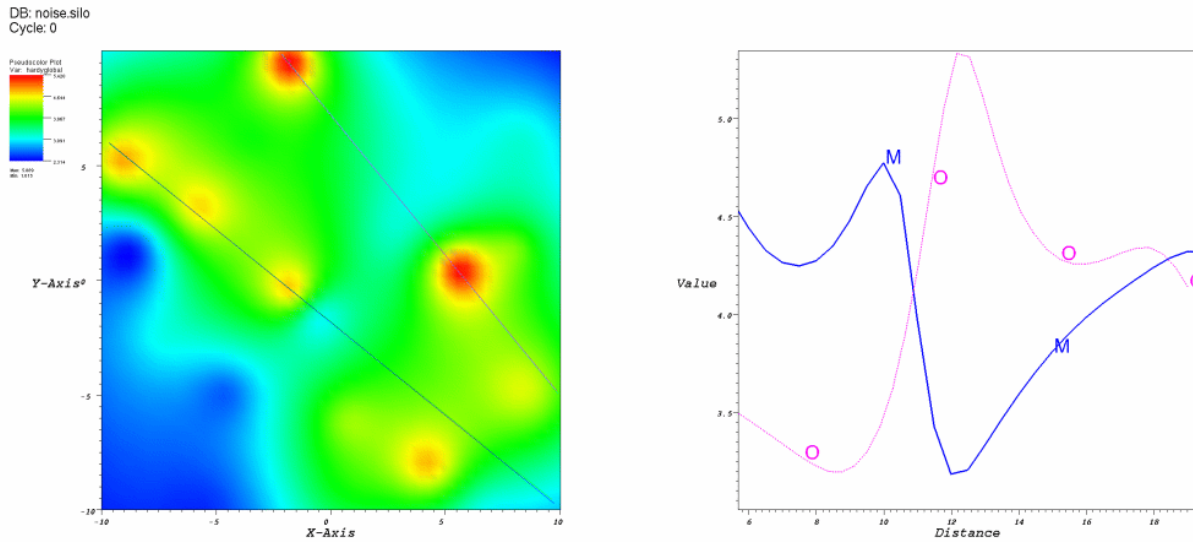 DB: noise.silo
Cycle: 0
Pseudocolor Plot
Var: hardyglobal
5.0
4.5
4.0
3.5
Value
6
8
10
12
14
16
18
Distance
M
M
O
O
O
5
0
-5
-10
Y-Axis
-10
-5
0
5
10
X-Axis